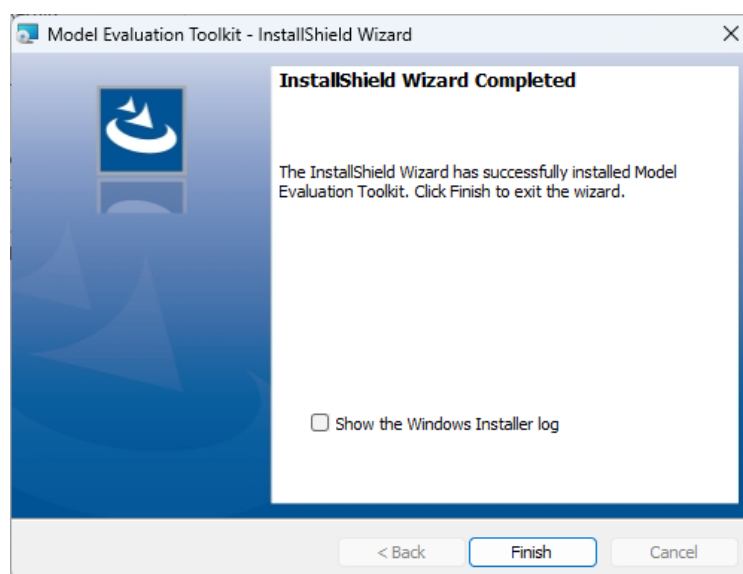 Model Evaluation Toolkit - InstallShield Wizard
InstallShield Wizard Completed
The InstallShield Wizard has successfully installed Model
Evaluation Toolkit. Click Finish to exit the wizard.
Show the Windows Installer log
< Back
Finish
Cancel